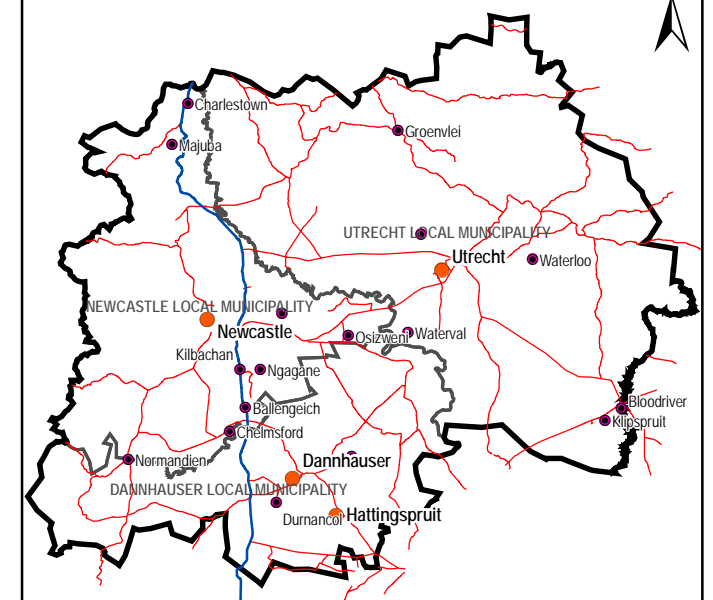 Charlestown
Groenvlei
Majuba
UTRECHT LOCAL MUNICIPALITY
Utrecht
Waterloo
NEWCASTLE LOCAL MUNICIPALITY
Newcastle
Osizweni
Waterval
Kilbachan
Ngagane
Ballengeich
Bloodriver
Klipspruit
Chelmsford
Normandien
Dannhauser
DANNHAUSER LOCAL MUNICIPALITY
Durnancol
Hattingspruit